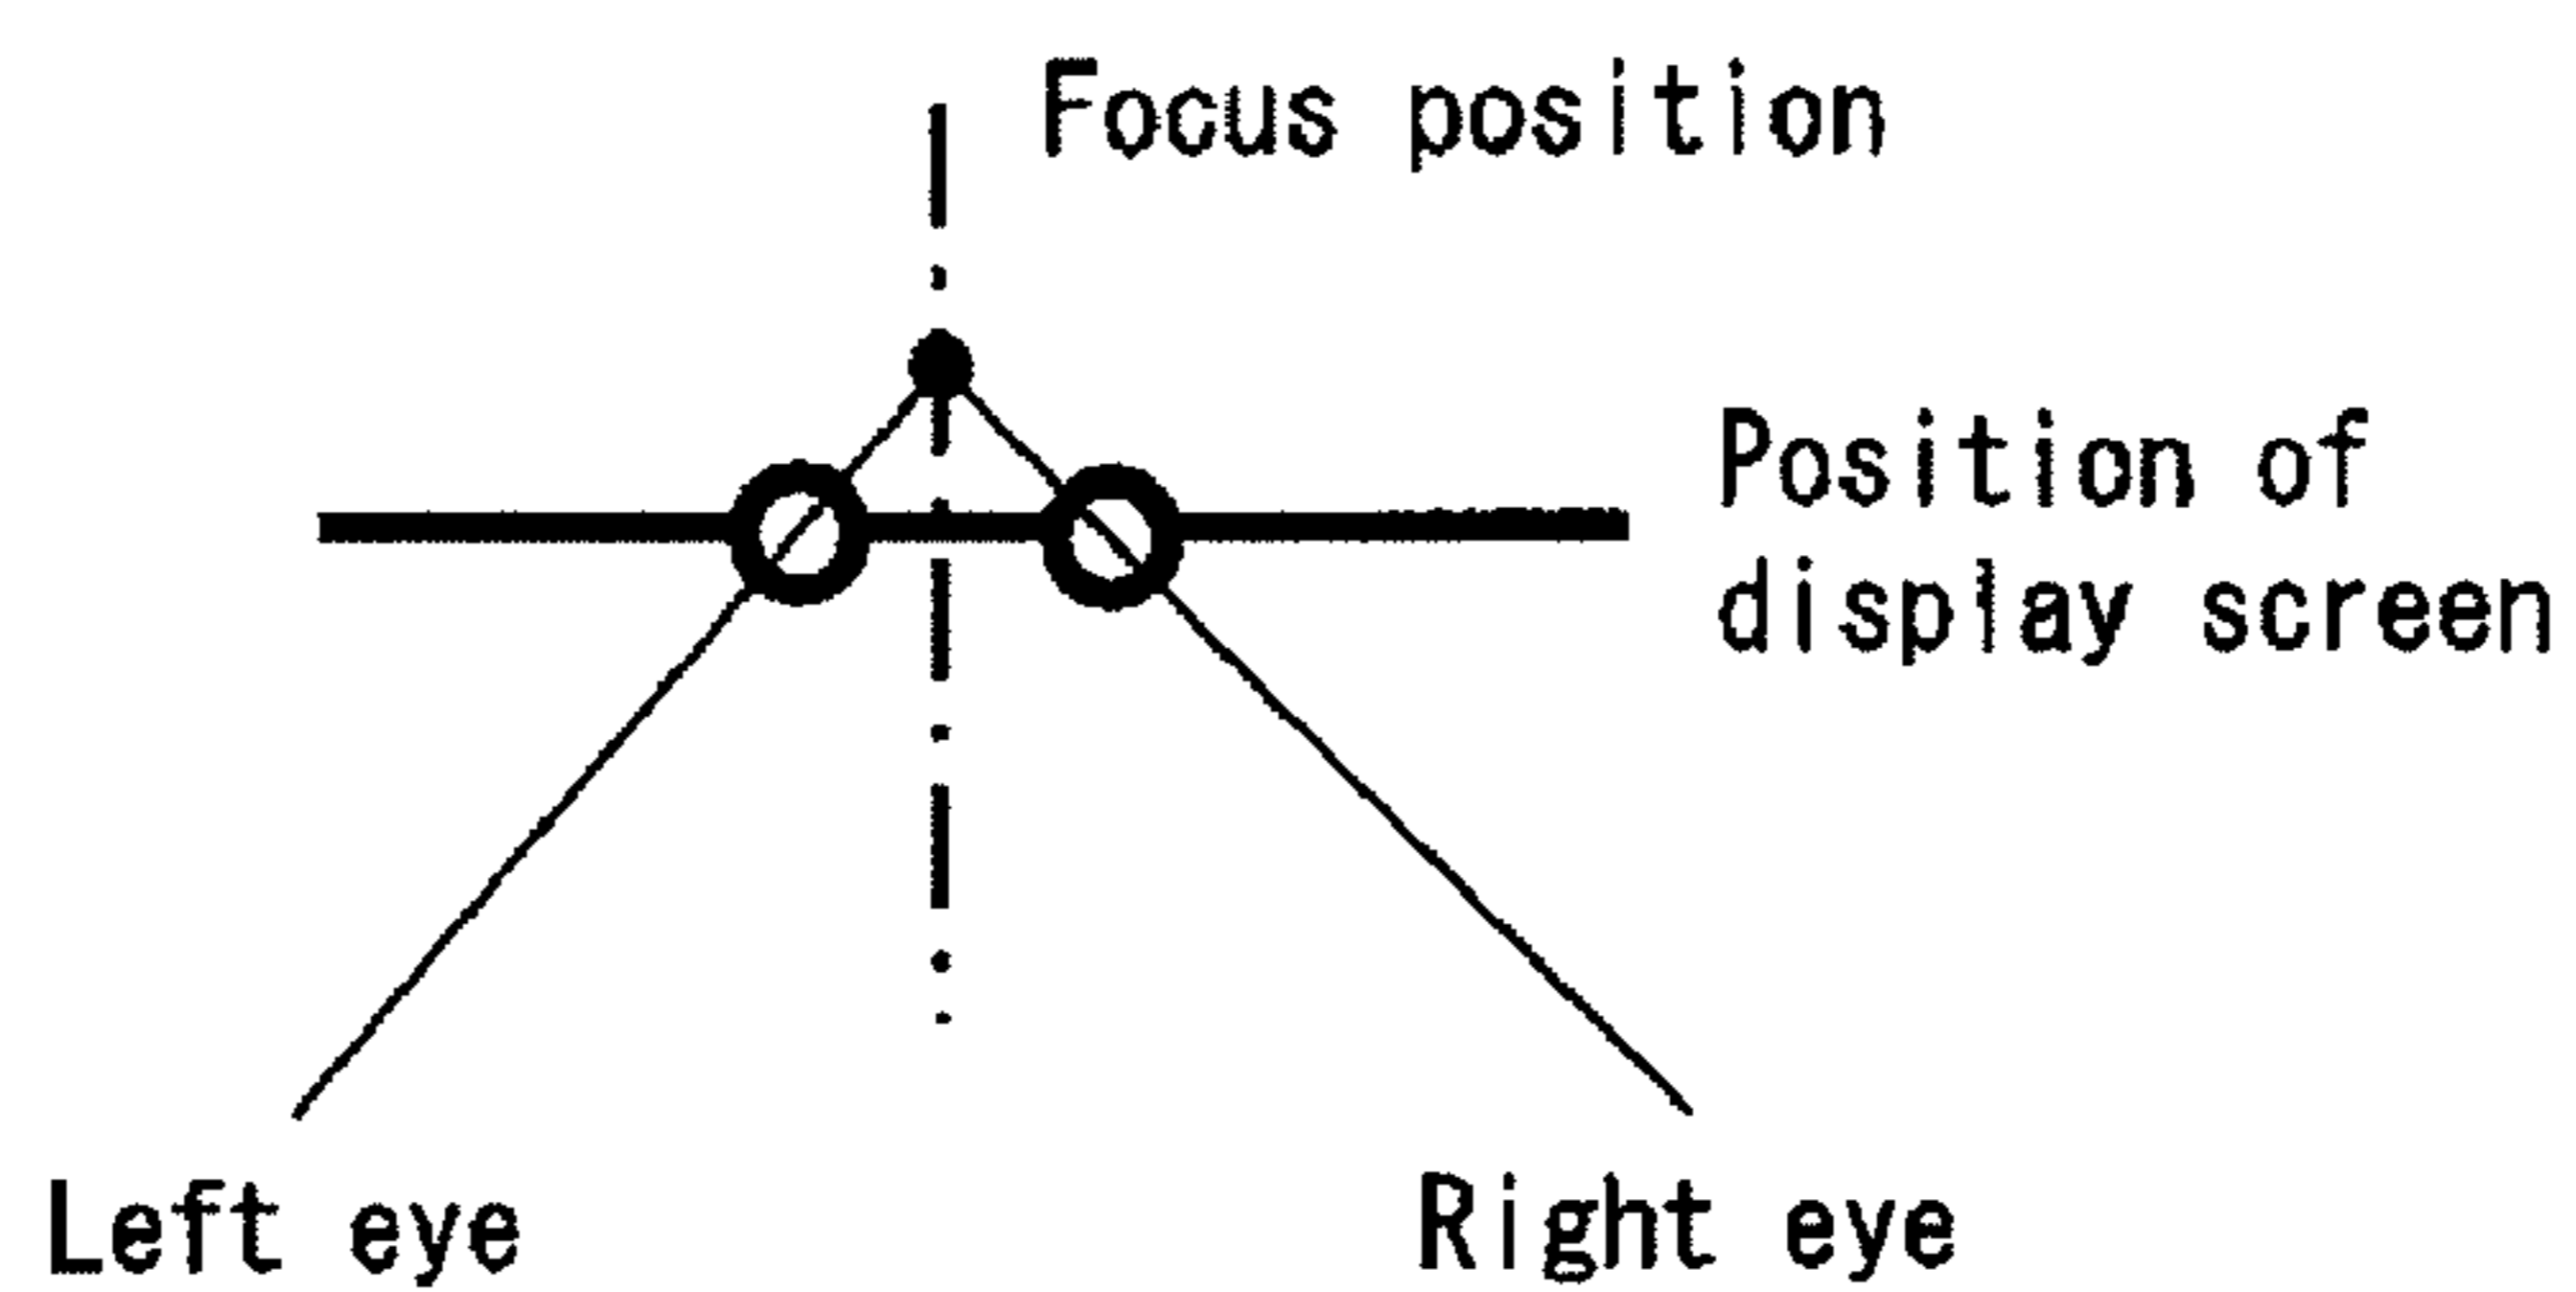 Focus position
Position of
display screen
Left eye
Right eye